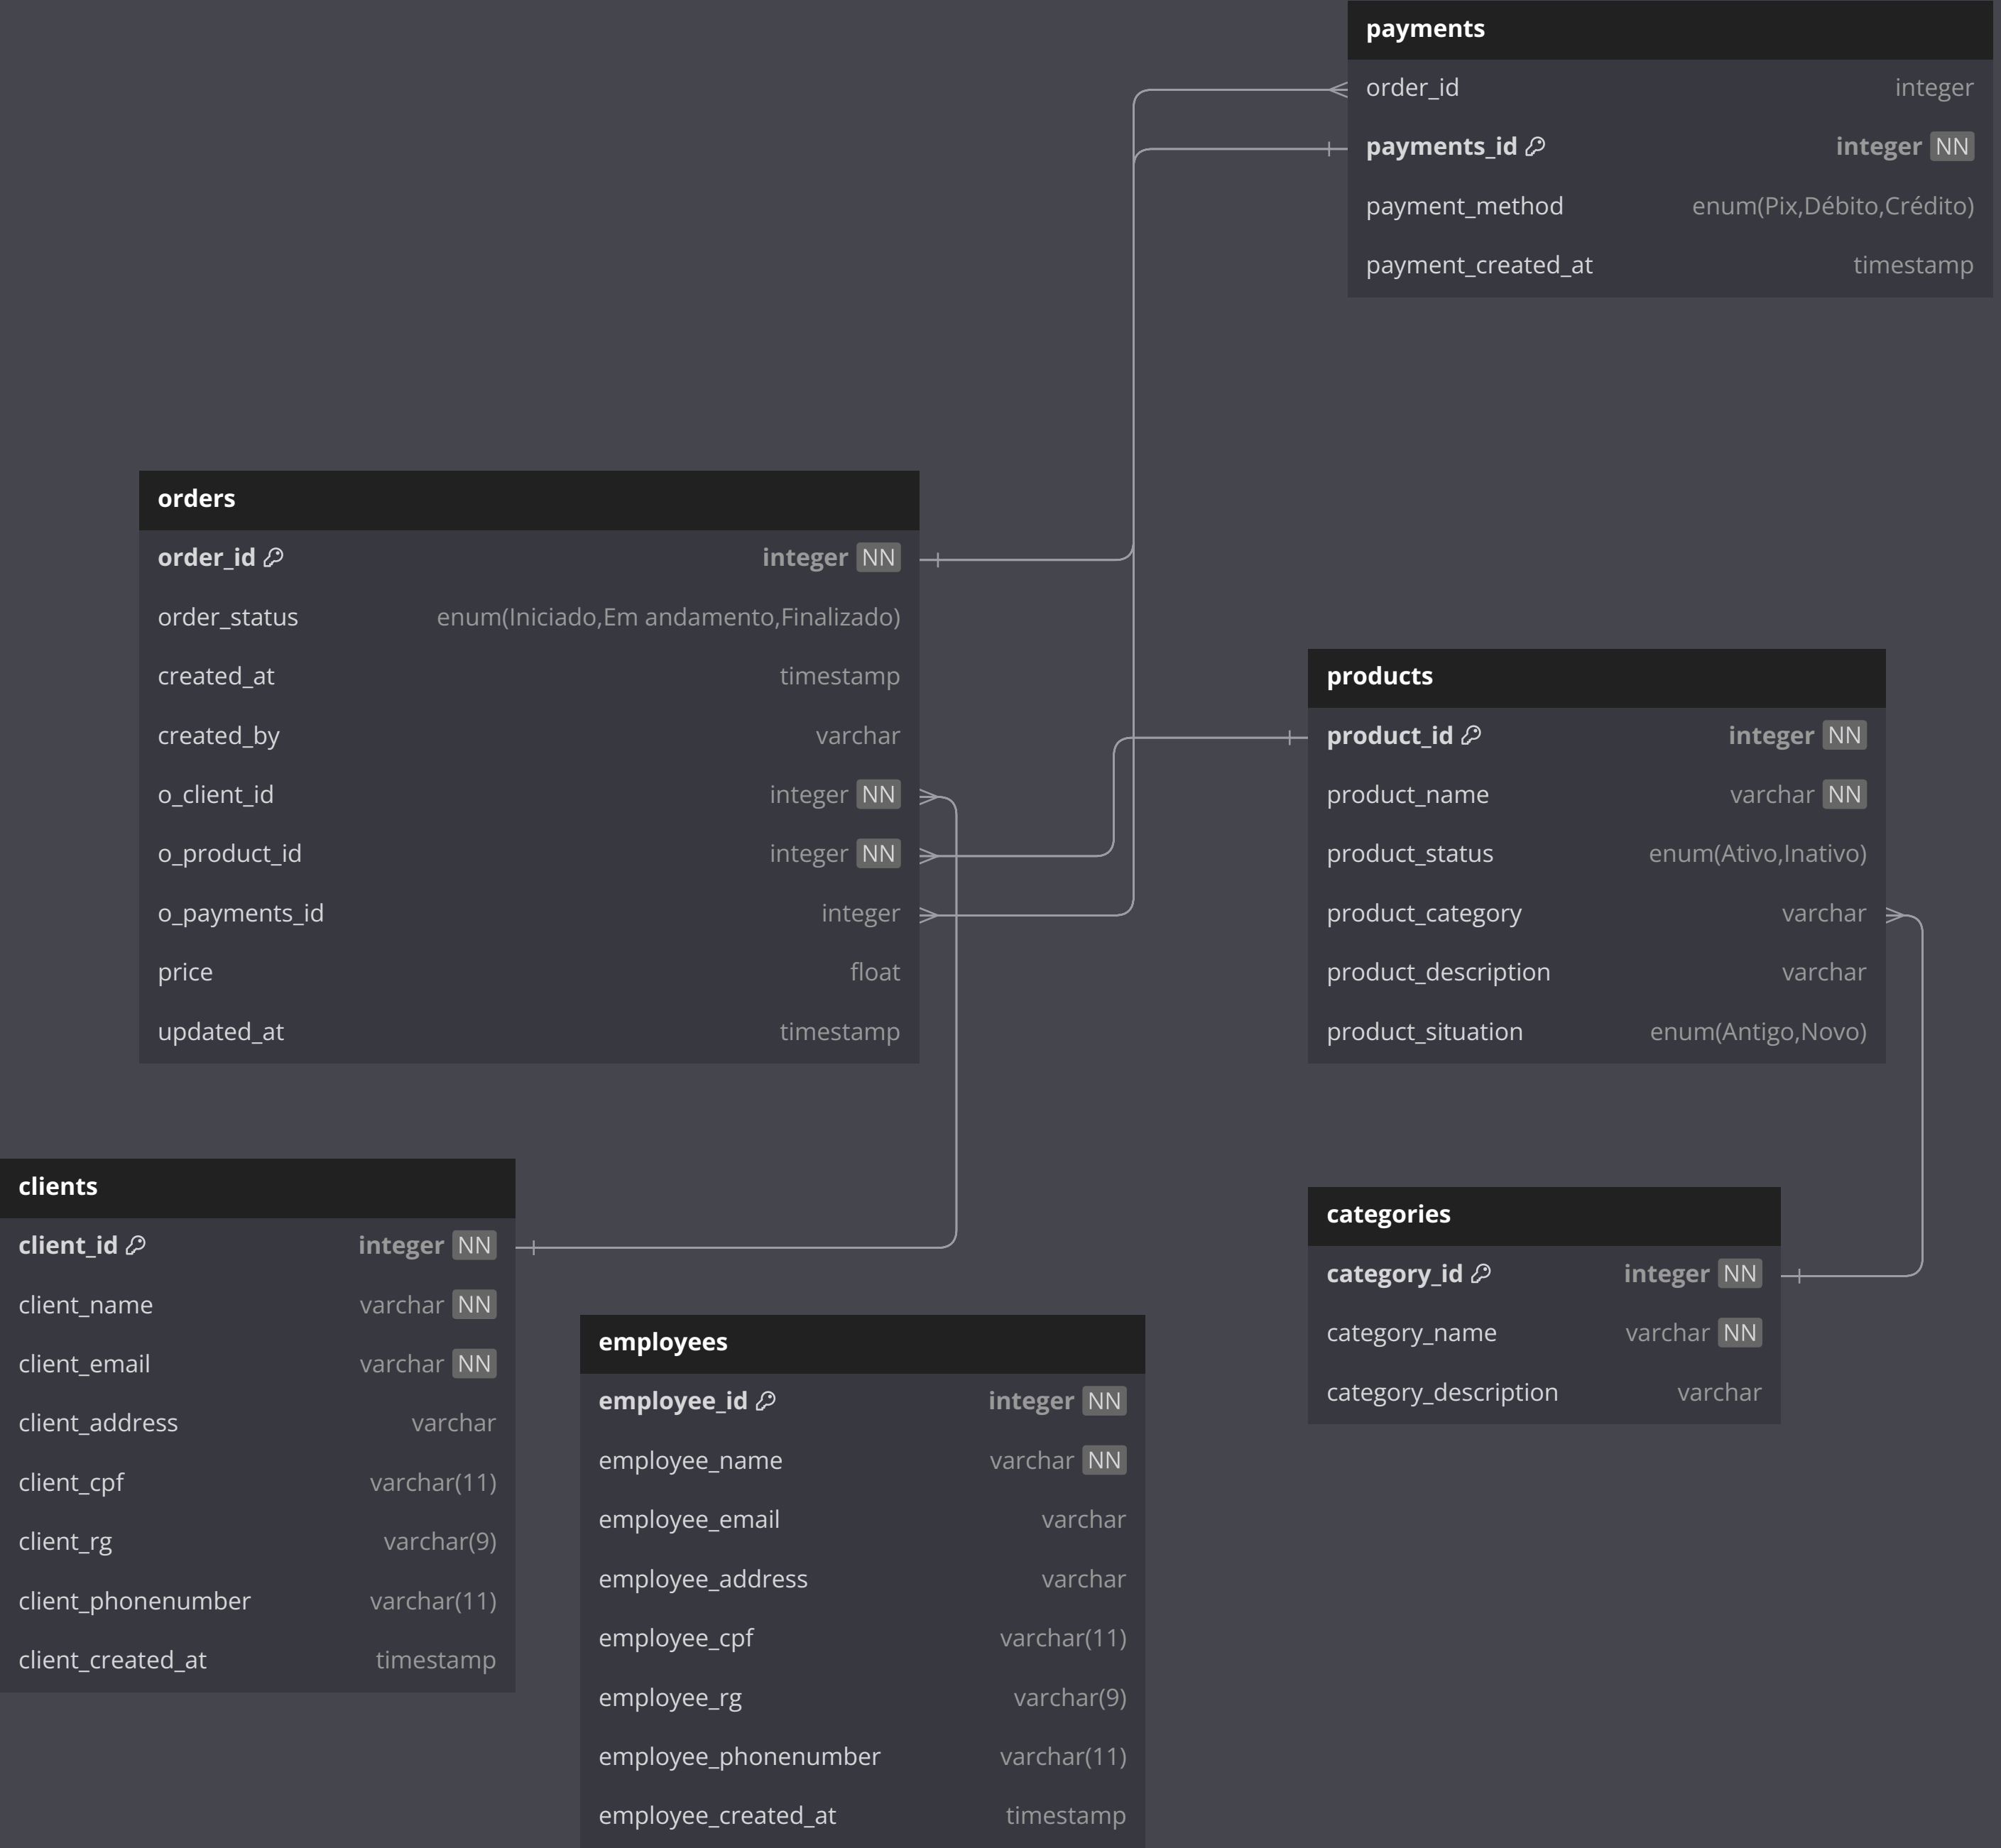 payments
order_id integer
payments_id integer NN
payment_method enum(Pix,Débito,Crédito)
payment_created_at timestamp
orders
order_id integer NN
order_status enum(Iniciado,Em andamento,Finalizado)
created_at timestamp
created_by varchar
o_client_id integer NN
o_product_id integer NN
o_payments_id integer
price float
updated_at timestamp
products
product_id integer NN
product_name varchar NN
product_status enum(Ativo,Inativo)
product_category varchar
product_description varchar
product_situation enum(Antigo,Novo)
clients
client_id integer NN
client_name varchar NN
client_email varchar NN
client_address varchar
client_cpf varchar(11)
client_rg varchar(9)
client_phonenumber varchar(11)
client_created_at timestamp
employees
employee_id integer NN
employee_name varchar NN
employee_email varchar
employee_address varchar
employee_cpf varchar(11)
employee_rg varchar(9)
employee_phonenumber varchar(11)
employee_created_at timestamp
categories
category_id integer NN
category_name varchar NN
category_description varchar